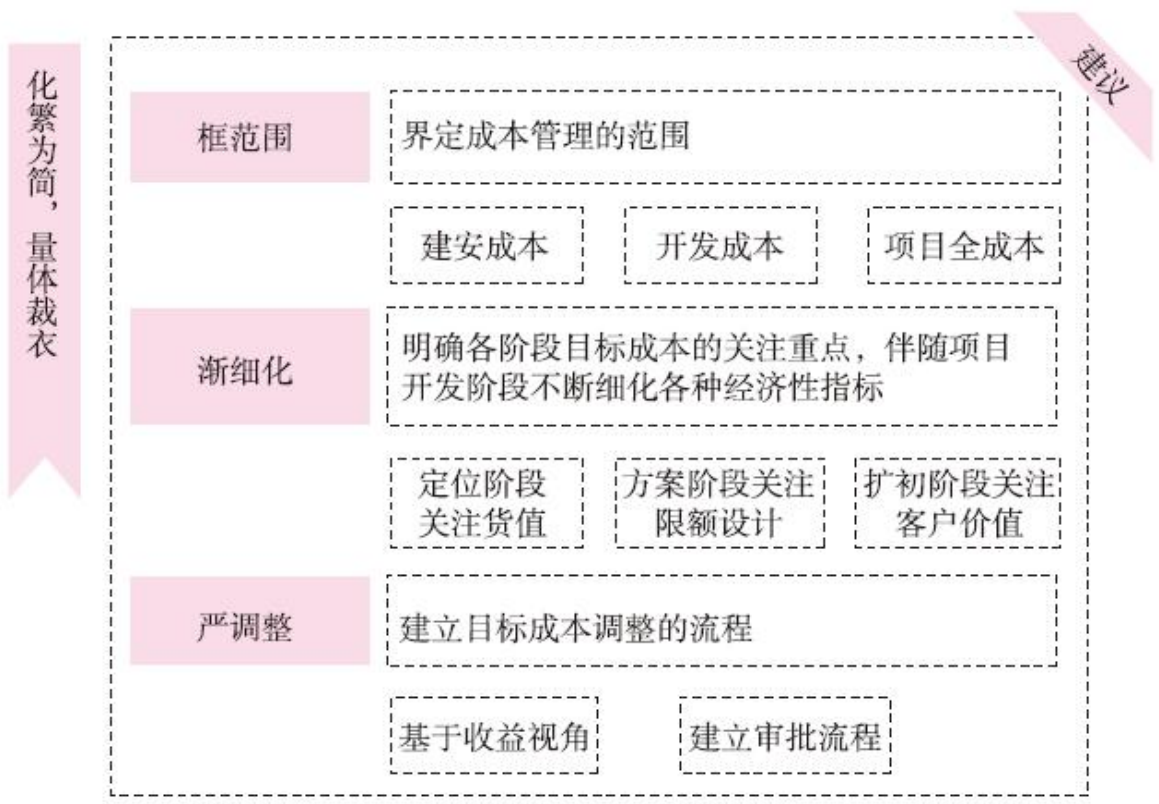 建议
化繁为简，量体裁衣
框范围
界定成本管理的范围
建安成本
开发成本
项目全成本
渐细化
明确各阶段目标成本的关注重点，伴随项目
开发阶段不断细化各种经济性指标
定位阶段
关注货值
方案阶段关注
限额设计
扩初阶段关注
客户价值
严调整
建立目标成本调整的流程
基于收益视角
建立审批流程